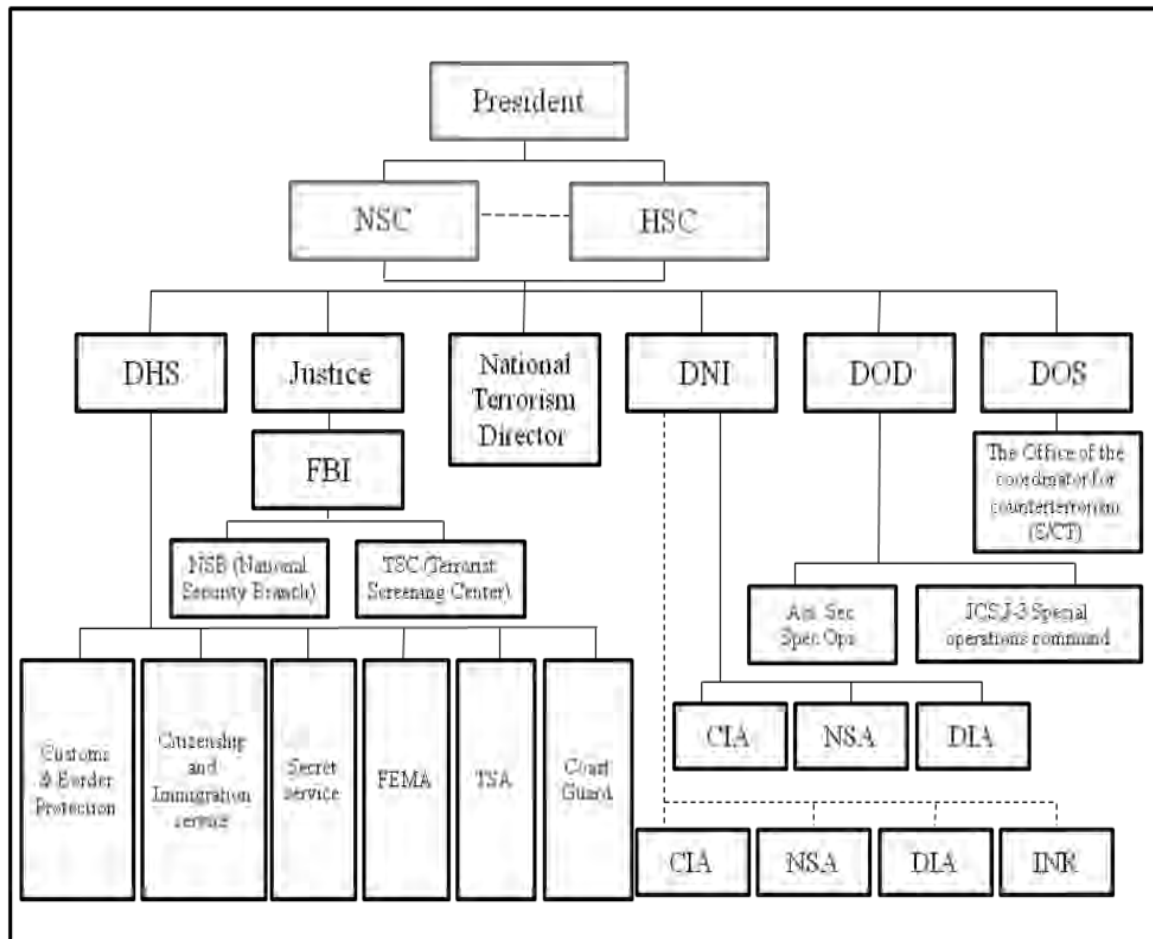 President
NSC
HSC
DHS
Justice
National
Terrorism
Director
DNI
DOD
DOS
FBI
The Office of the
coordinator for
counterterrorism
(S/CT)
NSB (National
Security Branch)
TSC (Terrorist
Screening Center)
Sec
Spec Ops
JCS J-3 Special
operations command
CIA
NSA
DIA
Customs
& Border
Protection
Citizenship
and
Immigration
service
Secret
service
FEMA
TSA
Guard
CIA
NSA
DIA
INR